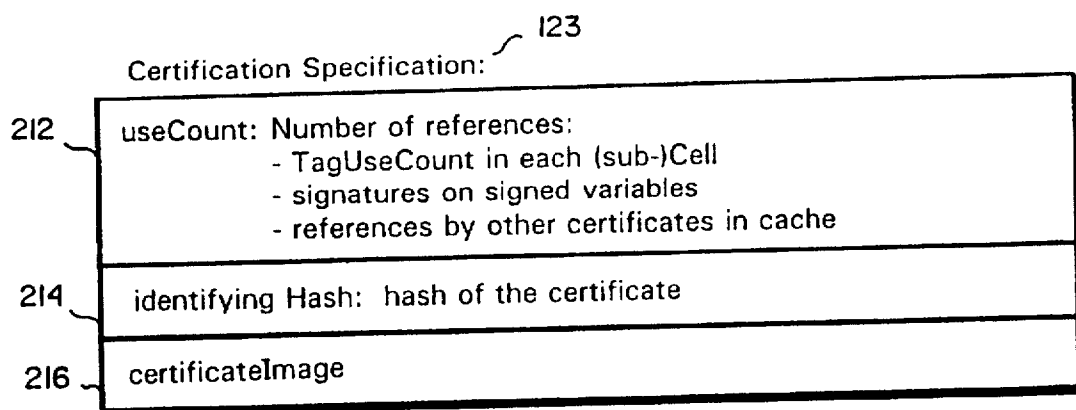 123
Certification Specification:
212
useCount: Number of references:
- TagUseCount in each (sub-)Cell
- signatures on signed variables
- references by other certificates in cache
214
identifying Hash: hash of the certificate
216
certificateImage